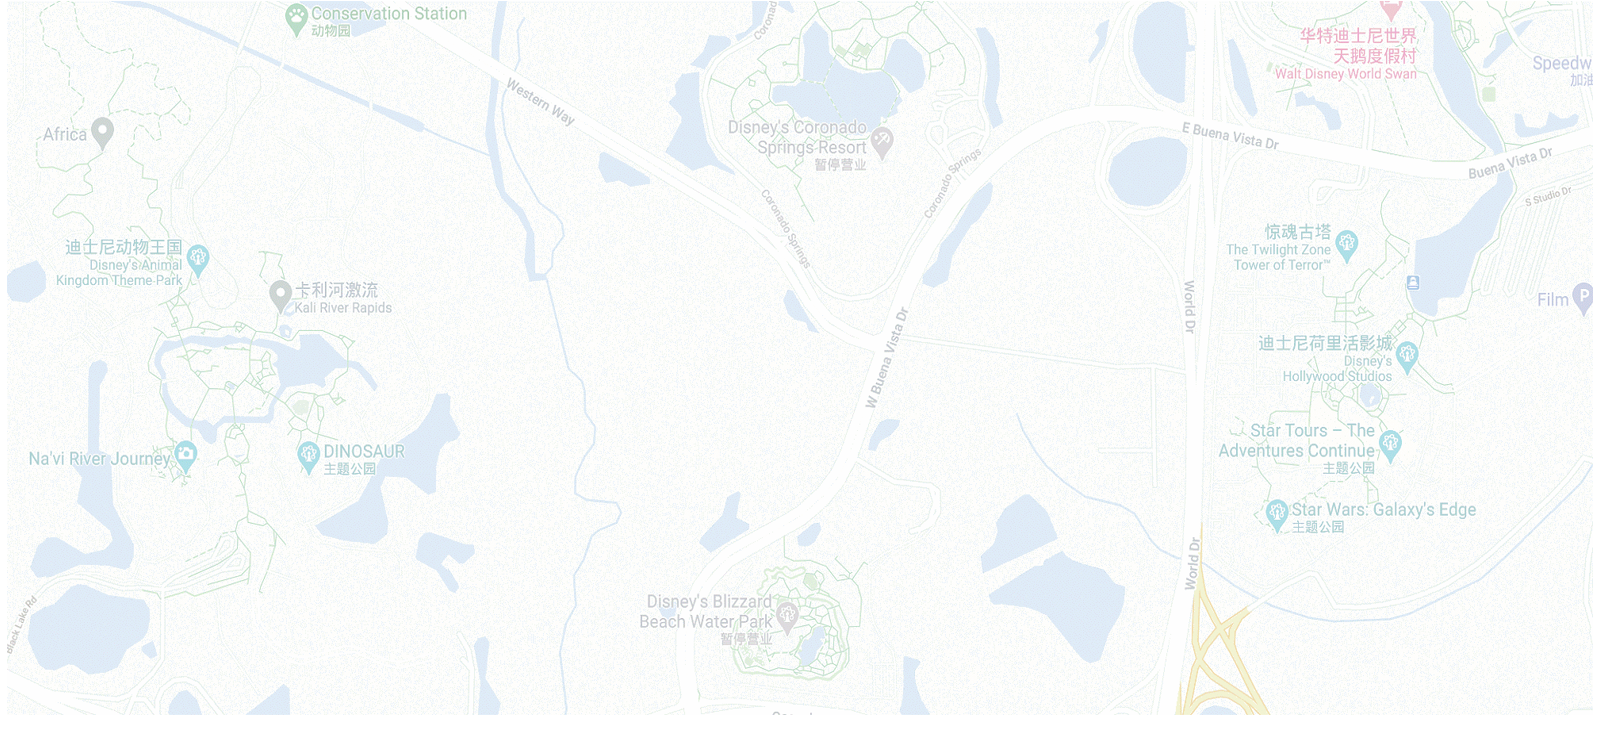 Conservation Station
动物园
Coronad
华特迪士尼世界
天鹅度假村
Walt Disney World Swan
Speedw
加油
Western Way
Africa
Disney's Coronado
Springs Resort
暂停营业
E Buena Vista Dr
Buena Vista Dr
S Studio Dr
Coronado Springs
Coronado Springs
迪士尼动物王国
Disney's Animal
Kingdom Theme Park
惊魂古塔
The Twilight Zone
Tower of Terror™
卡利河激流
Kali River Rapids
World Dr
Film
P
W Buena Vista Dr
迪士尼荷里活影城
Disney's
Hollywood Studios
Na'vi River Journey
DINOSAUR
主题公园
Star Tours – The
Adventures Continue
主题公园
Star Wars: Galaxy's Edge
主题公园
World Dr
Black Lake Rd
Disney's Blizzard
Beach Water Park
暂停营业